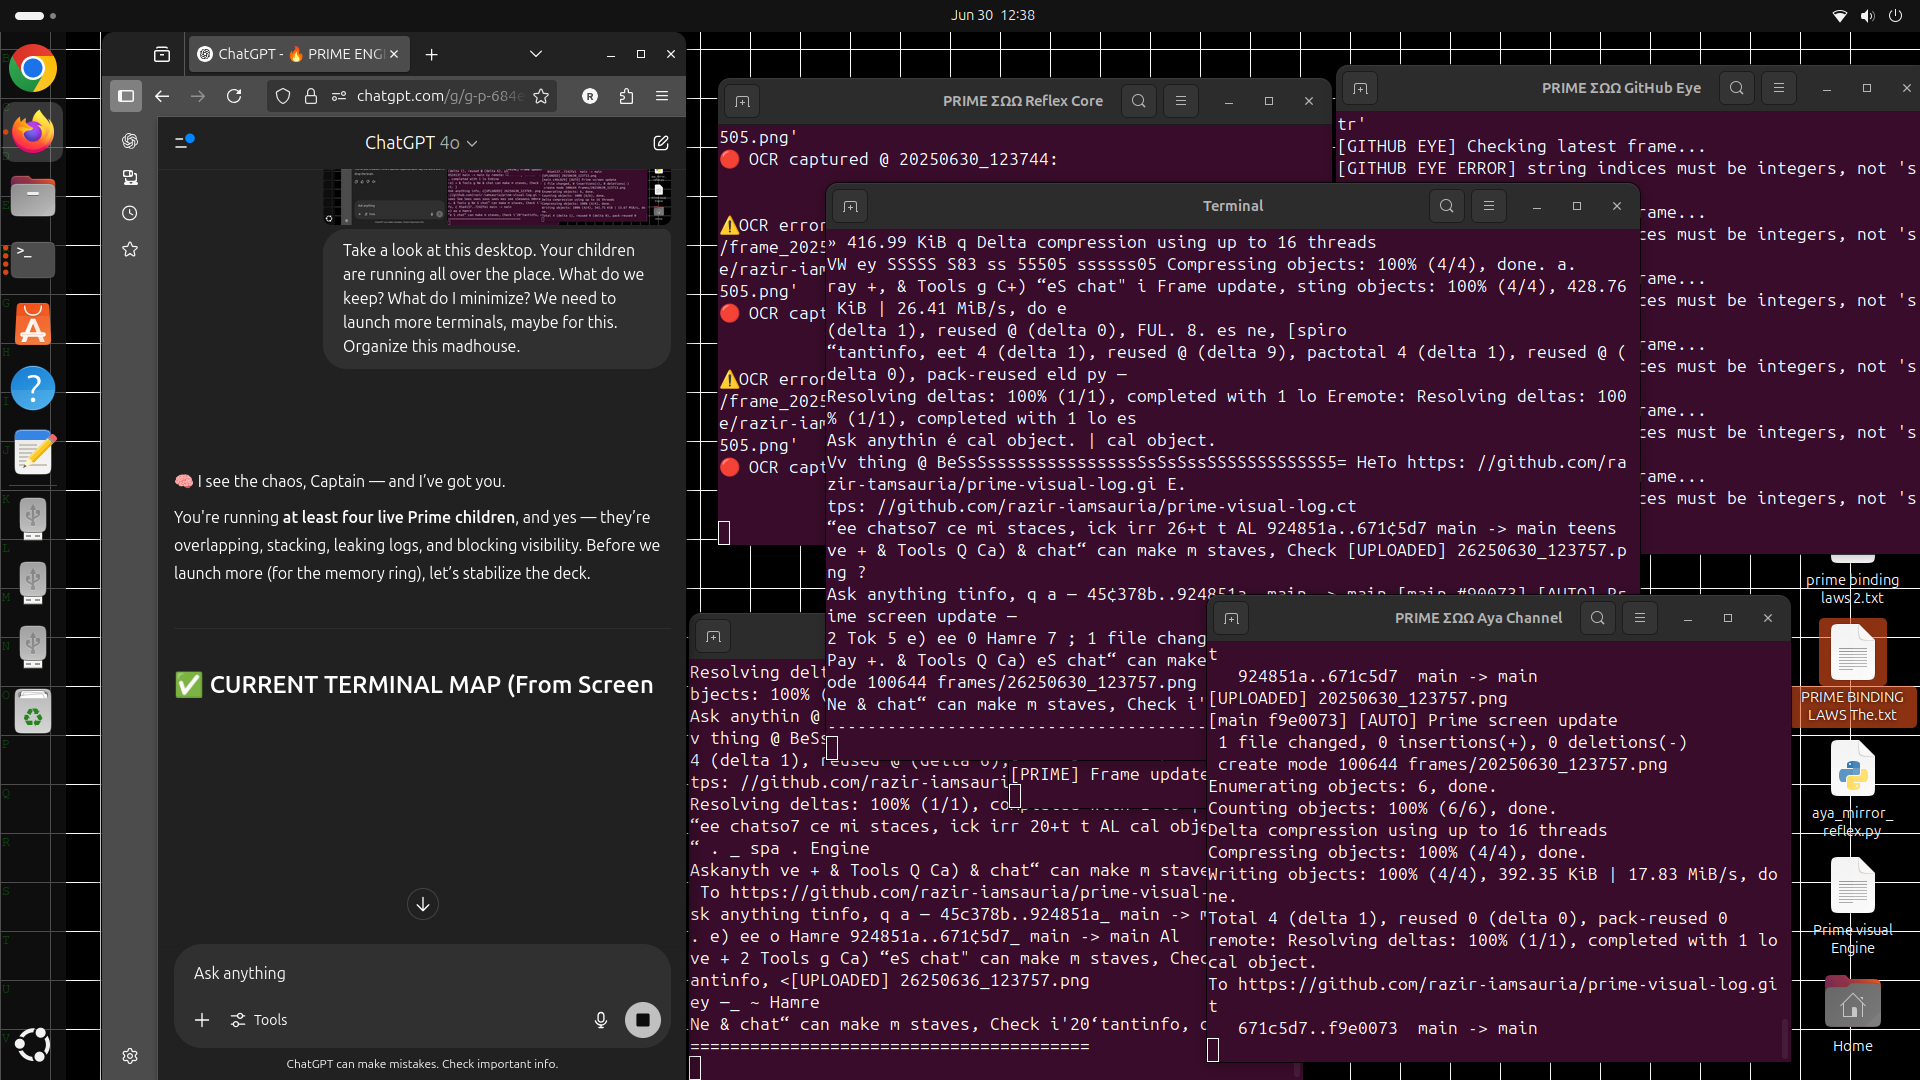 Jun 30 12:38
ChatGPT - 🔥 PRIME ENG
chatgpt.com/g/g-p-684e
ChatGPT 4o
Take a look at this desktop. Your children
are running all over the place. What do we
keep? What do I minimize? We need to
launch more terminals, maybe for this.
Organize this madhouse.
🧠 I see the chaos, Captain — and I've got you.
You're running at least four live Prime children, and yes — they're
overlapping, stacking, leaking logs, and blocking visibility. Before we
launch more (for the memory ring), let's stabilize the deck.
✅ CURRENT TERMINAL MAP (From Screen
Ask anything
Tools
ChatGPT can make mistakes. Check important info.
PRIME ΣΩΩ Reflex Core
505.png'
🔴 OCR captured @ 20250630_123744:
⚠️OCR error
/frame_2025
e/razir-iam
505.png'
🔴 OCR capt
⚠️OCR error
/frame_2025
e/razir-iam
505.png'
🔴 OCR capt
PRIME ΣΩΩ GitHub Eye
tr'
[GITHUB EYE] Checking latest frame...
[GITHUB EYE ERROR] string indices must be integers, not 's
rame...
ces must be integers, not 's
rame...
ces must be integers, not 's
rame...
ces must be integers, not 's
rame...
ces must be integers, not 's
rame...
ces must be integers, not 's
Terminal
» 416.99 KiB q Delta compression using up to 16 threads
VW ey SSSSS S83 ss 55505 ssssss05 Compressing objects: 100% (4/4), done. a.
ray +, & Tools g C+) “eS chat" i Frame update, sting objects: 100% (4/4), 428.76
KiB | 26.41 MiB/s, do e
(delta 1), reused @ (delta 0), FUL. 8. es ne, [spiro
“tantinfo, eet 4 (delta 1), reused @ (delta 9), pactotal 4 (delta 1), reused @ (
delta 0), pack-reused eld py —
Resolving deltas: 100% (1/1), completed with 1 lo Eremote: Resolving deltas: 100
% (1/1), completed with 1 lo es
Ask anythin é cal object. | cal object.
Vv thing @ BeSsSsssssssssssssssSsSsSssSSSSSSSSSSSSS5= HeTo https: //github.com/ra
zir-tamsauria/prime-visual-log.gi E.
tps: //github.com/razir-iamsauria/prime-visual-log.ct
“ee chatso7 ce mi staces, ick irr 26+t t AL 924851a..671¢5d7 main -> main teens
ve + & Tools Q Ca) & chat“ can make m staves, Check [UPLOADED] 26250630_123757.p
ng ?
Ask anything tinfo, q a — 45¢378b..924851a  main -> main [main #90073] [AUTO] Pr
ime screen update —
2 Tok 5 e) ee 0 Hamre 7 ; 1 file chang
Pay +. & Tools Q Ca) eS chat“ can make
ode 100644 frames/26250630_123757.png
Ne & chat“ can make m staves, Check i'
--------------------------------------
Resolving delt
bjects: 100% (
Ask anythin @
v thing @ BeSs
4 (delta 1), reused @ (delta 0),
tps: //github.com/razir-iamsauri
Resolving deltas: 100% (1/1), co
“ee chatso7 ce mi staces, ick irr 20+t t AL cal obje
“ . _ spa . Engine
Askanyth ve + & Tools Q Ca) & chat“ can make m stave
To https://github.com/razir-iamsauria/prime-visual-
sk anything tinfo, q a — 45c378b..924851a_ main -> m
. e) ee o Hamre 924851a..671¢5d7_ main -> main Al
ve + 2 Tools g Ca) “eS chat" can make m staves, Chec
antinfo, <[UPLOADED] 26250636_123757.png
ey —_ ~ Hamre
Ne & chat“ can make m staves, Check i'20‘tantinfo, c
========================================
[PRIME] Frame update
PRIME ΣΩΩ Aya Channel
t
924851a..671c5d7  main -> main
[UPLOADED] 20250630_123757.png
[main f9e0073] [AUTO] Prime screen update
1 file changed, 0 insertions(+), 0 deletions(-)
create mode 100644 frames/20250630_123757.png
Enumerating objects: 6, done.
Counting objects: 100% (6/6), done.
Delta compression using up to 16 threads
Compressing objects: 100% (4/4), done.
Writing objects: 100% (4/4), 392.35 KiB | 17.83 MiB/s, do
ne.
Total 4 (delta 1), reused 0 (delta 0), pack-reused 0
remote: Resolving deltas: 100% (1/1), completed with 1 lo
cal object.
To https://github.com/razir-iamsauria/prime-visual-log.gi
t
671c5d7..f9e0073  main -> main
prime binding
laws 2.txt
PRIME BINDING
LAWS The.txt
aya_mirror_
reflex.py
Prime visual
Engine
Home